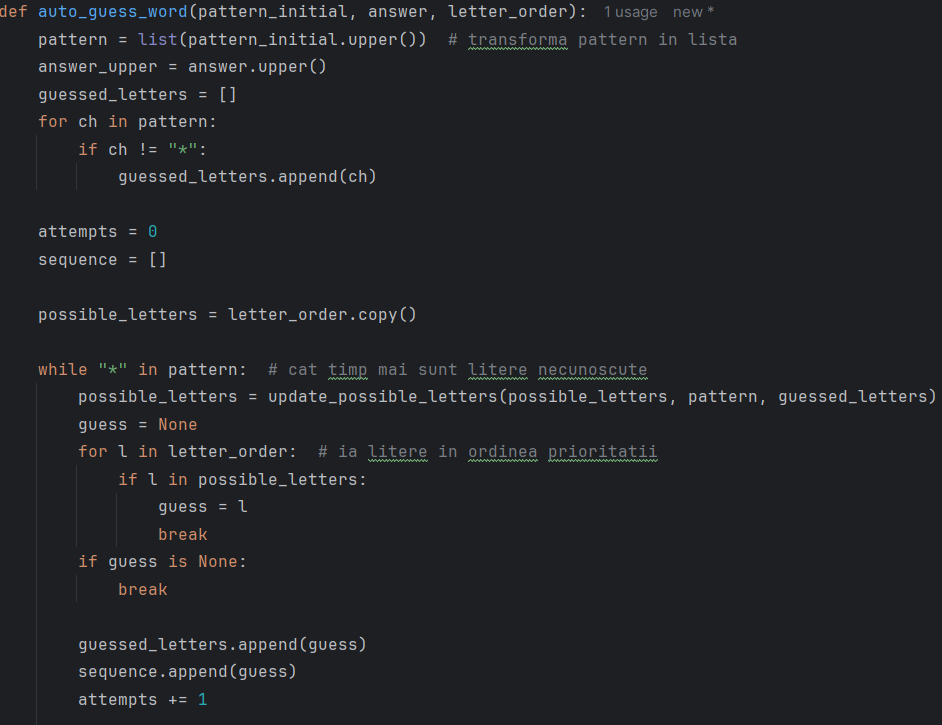 def auto_guess_word(pattern_initial, answer, letter_order): 1 usage new *
    pattern = list(pattern_initial.upper()) # transforma pattern in lista
    answer_upper = answer.upper()
    guessed_letters = []
    for ch in pattern:
        if ch != "*":
            guessed_letters.append(ch)

    attempts = 0
    sequence = []

    possible_letters = letter_order.copy()

    while "*" in pattern: # cat timp mai sunt litere necunoscute
        possible_letters = update_possible_letters(possible_letters, pattern, guessed_letters)
        guess = None
        for l in letter_order: # ia litere in ordinea prioritatii
            if l in possible_letters:
                guess = l
                break
        if guess is None:
            break

        guessed_letters.append(guess)
        sequence.append(guess)
        attempts += 1